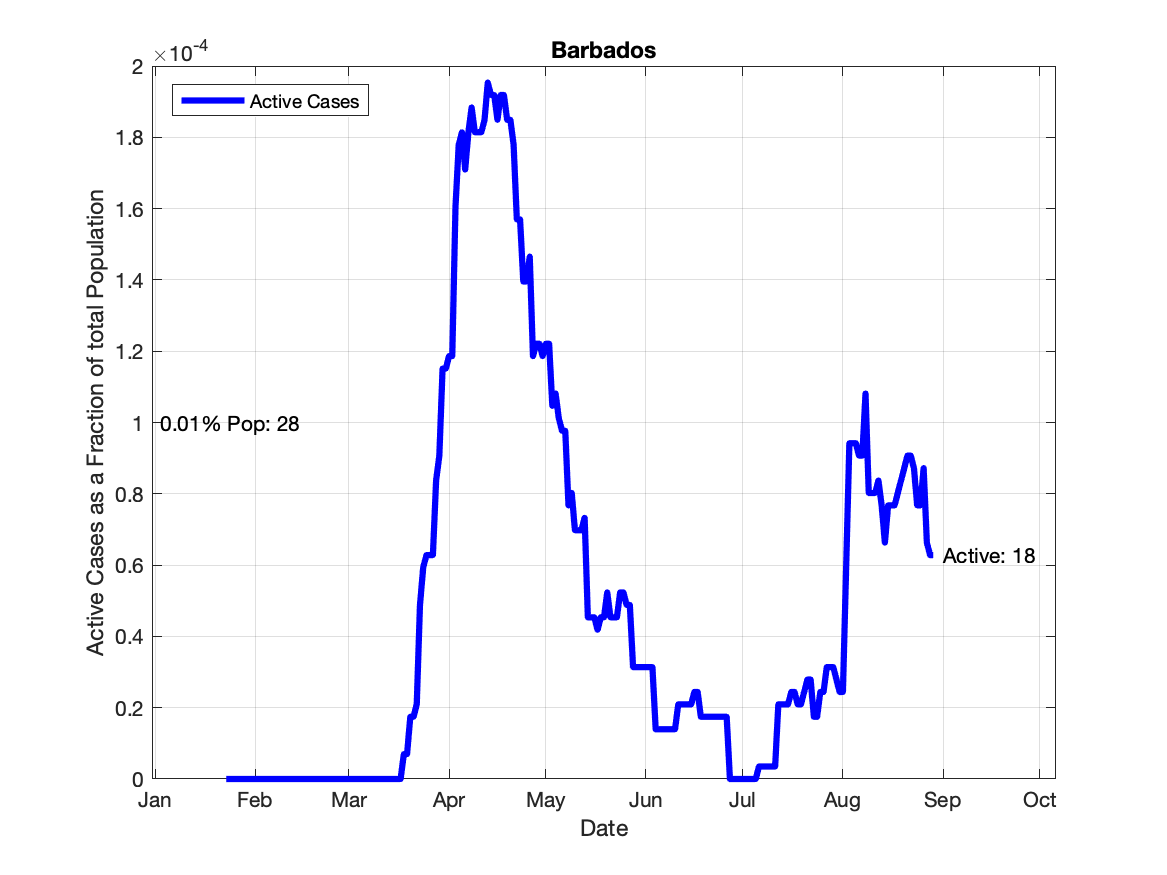 Barbados
×10⁻⁴
2
1.8
1.6
1.4
1.2
1
0.8
0.6
0.4
0.2
0
Active Cases as a Fraction of total Population
Active Cases
0.01% Pop: 28
Active: 18
Jan Feb Mar Apr May Jun Jul Aug Sep Oct
Date